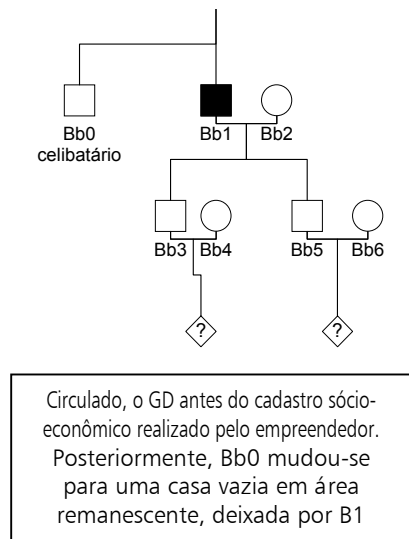 Bb0
celibatário
Bb1
Bb2
Bb3
Bb4
Bb5
Bb6
?
?
Circulado, o GD antes do cadastro sócio-
econômico realizado pelo empreendedor.
Posteriormente, Bb0 mudou-se
para uma casa vazia em área
remanescente, deixada por B1